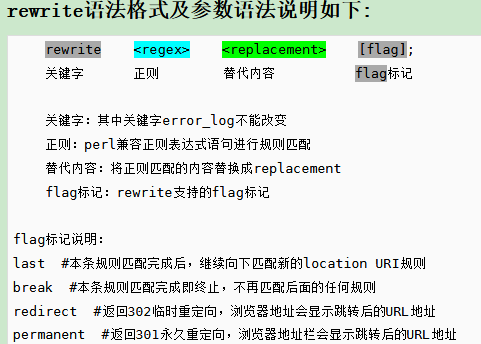 rewrite语法格式及参数语法说明如下:
rewrite <regex> <replacement> [flag];
关键字 正则 替代内容 flag标记
关键字：其中关键字error_log不能改变
正则：perl兼容正则表达式语句进行规则匹配
替代内容：将正则匹配的内容替换成replacement
flag标记：rewrite支持的flag标记
flag标记说明：
last #本条规则匹配完成后，继续向下匹配新的location URI规则
break #本条规则匹配完成即终止，不再匹配后面的任何规则
redirect #返回302临时重定向，浏览器地址会显示跳转后的URL地址
permanent #返回301永久重定向，浏览器地址栏会显示跳转后的URL地址